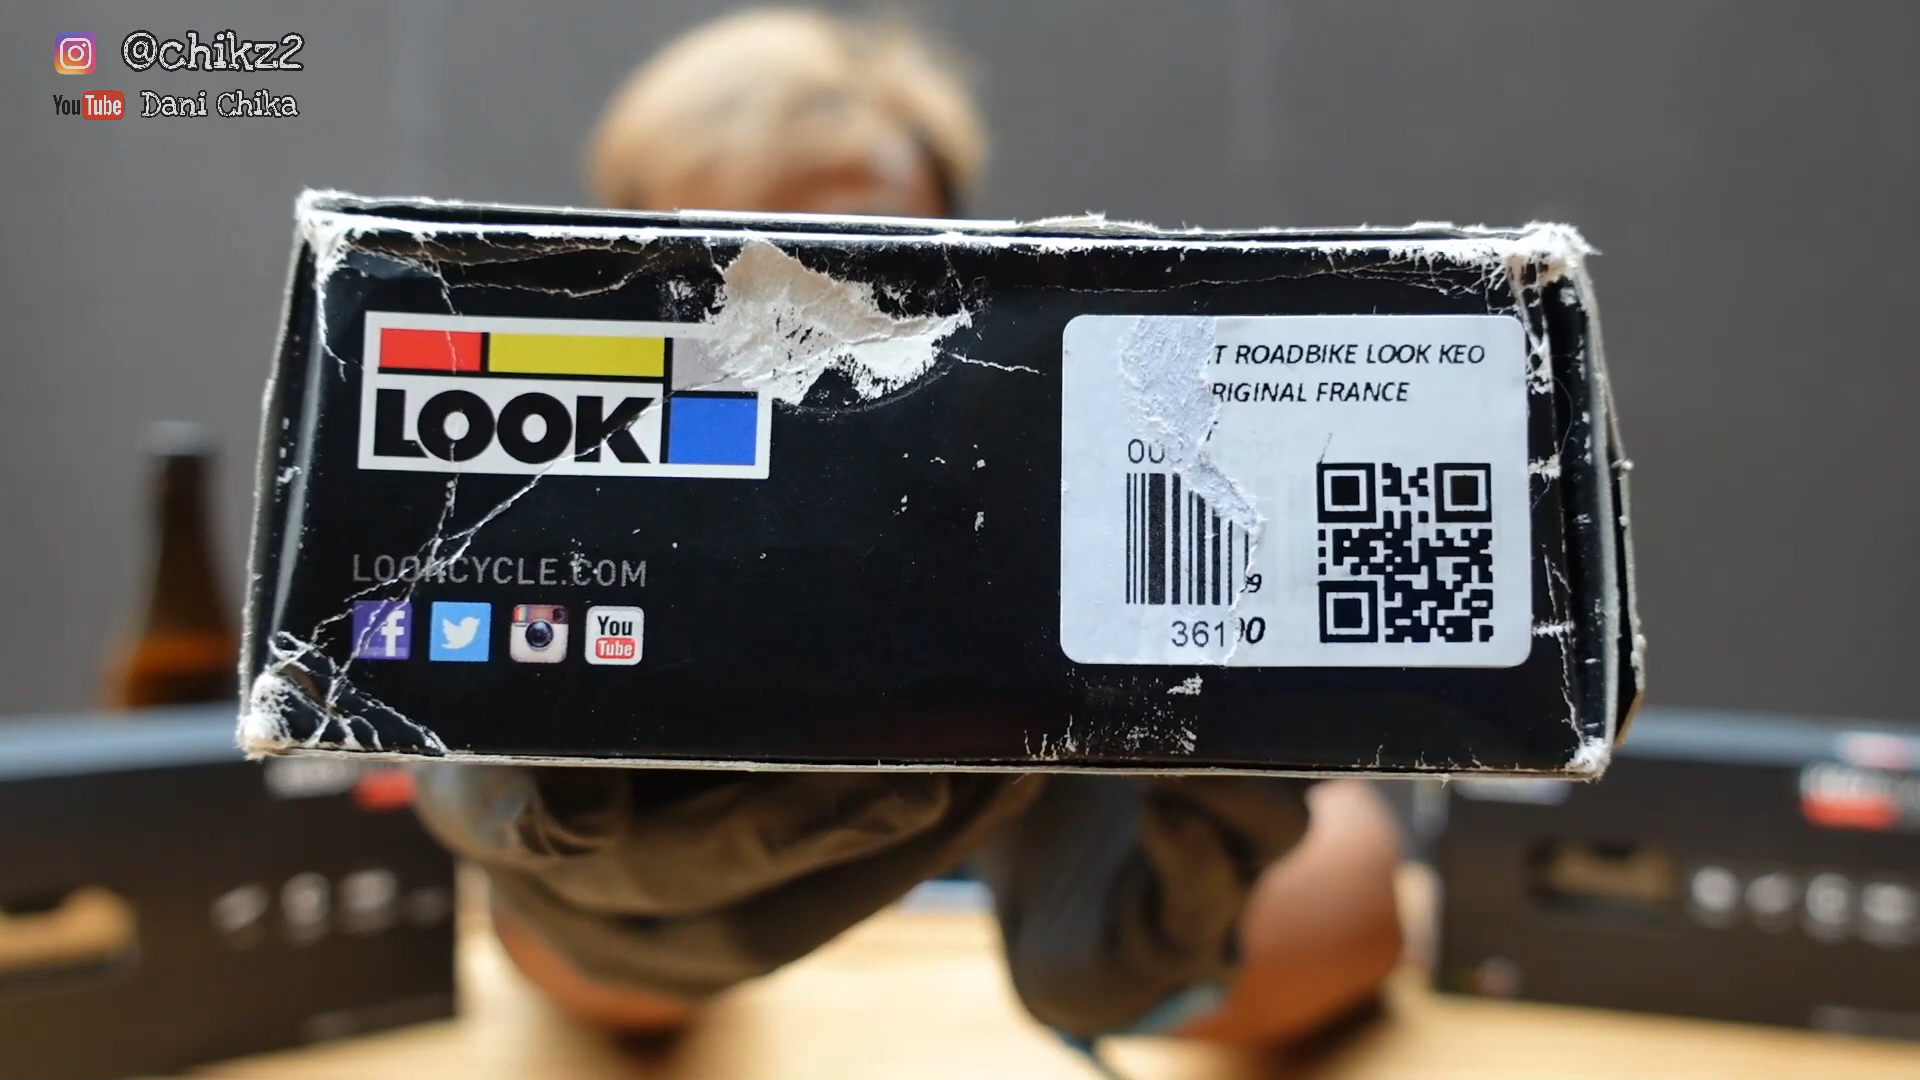 @chikz2
YouTube Dani Chika
LOOK
LOOKCYCLE.COM
You Tube
T ROADBIKE LOOK KEO
RIGINAL FRANCE